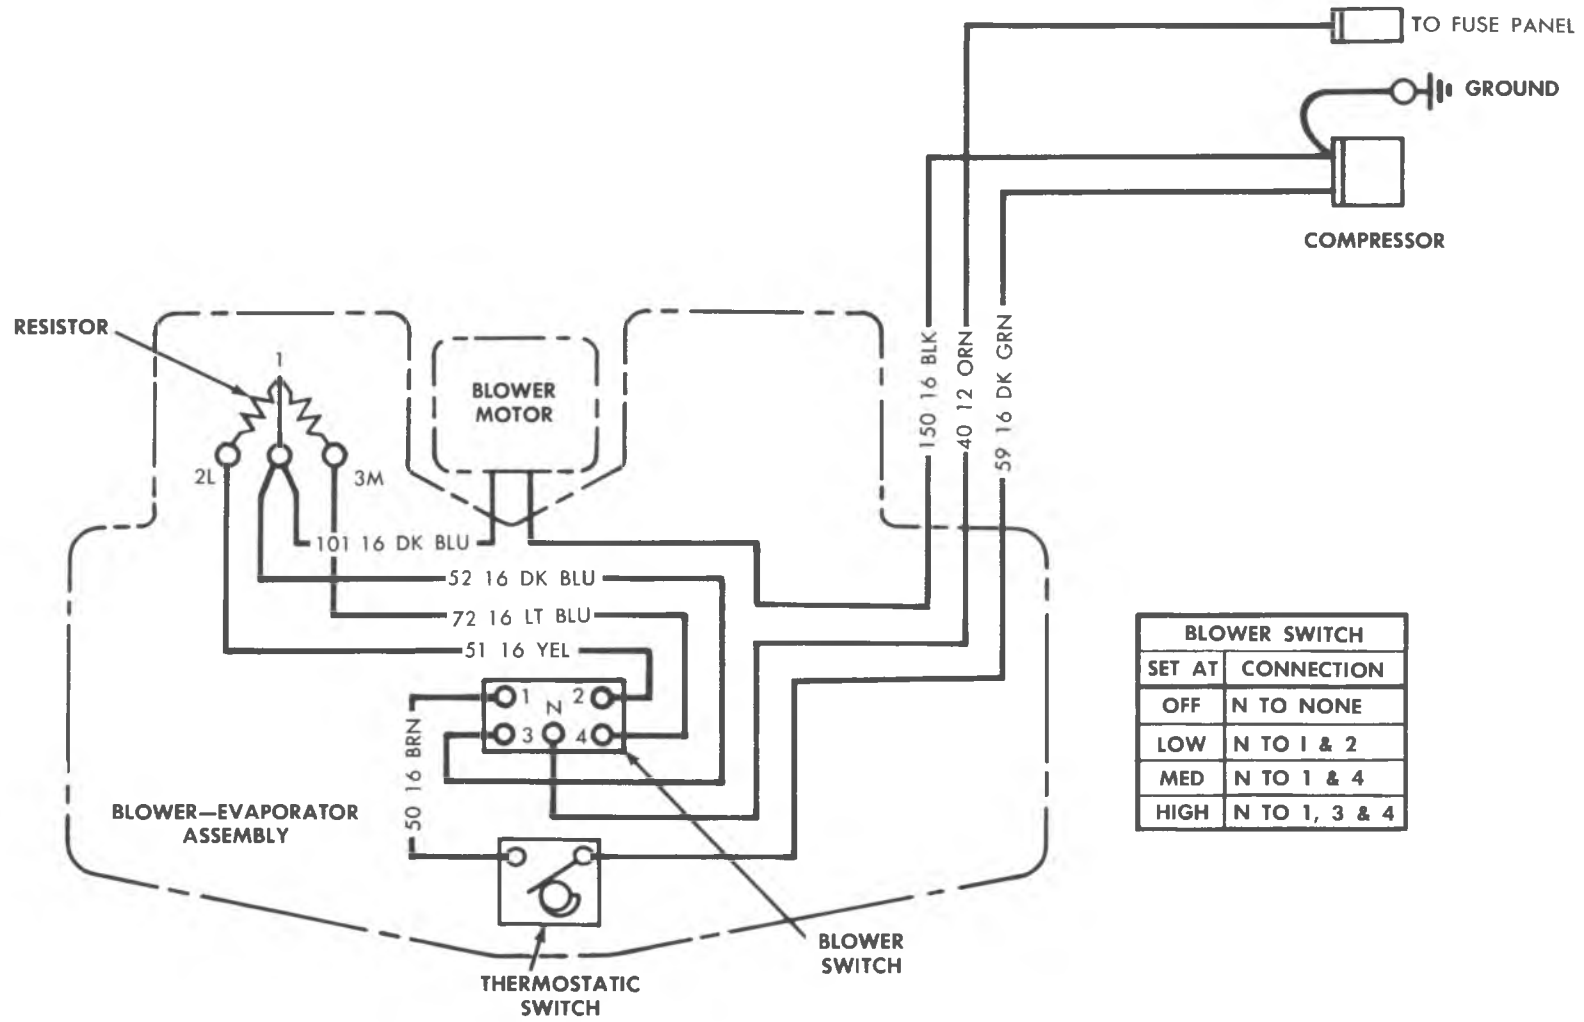 TO FUSE PANEL
GROUND
COMPRESSOR
RESISTOR
1
BLOWER
MOTOR
2L
3M
150 16 BLK
40 12 ORN
59 16 DK GRN
101 16 DK BLU
52 16 DK BLU
72 16 LT BLU
51 16 YEL
1 N 2
3 4
50 16 BRN
BLOWER—EVAPORATOR
ASSEMBLY
BLOWER
SWITCH
THERMOSTATIC
SWITCH
BLOWER SWITCH
SET AT CONNECTION
OFF N TO NONE
LOW N TO 1 & 2
MED N TO 1 & 4
HIGH N TO 1, 3 & 4